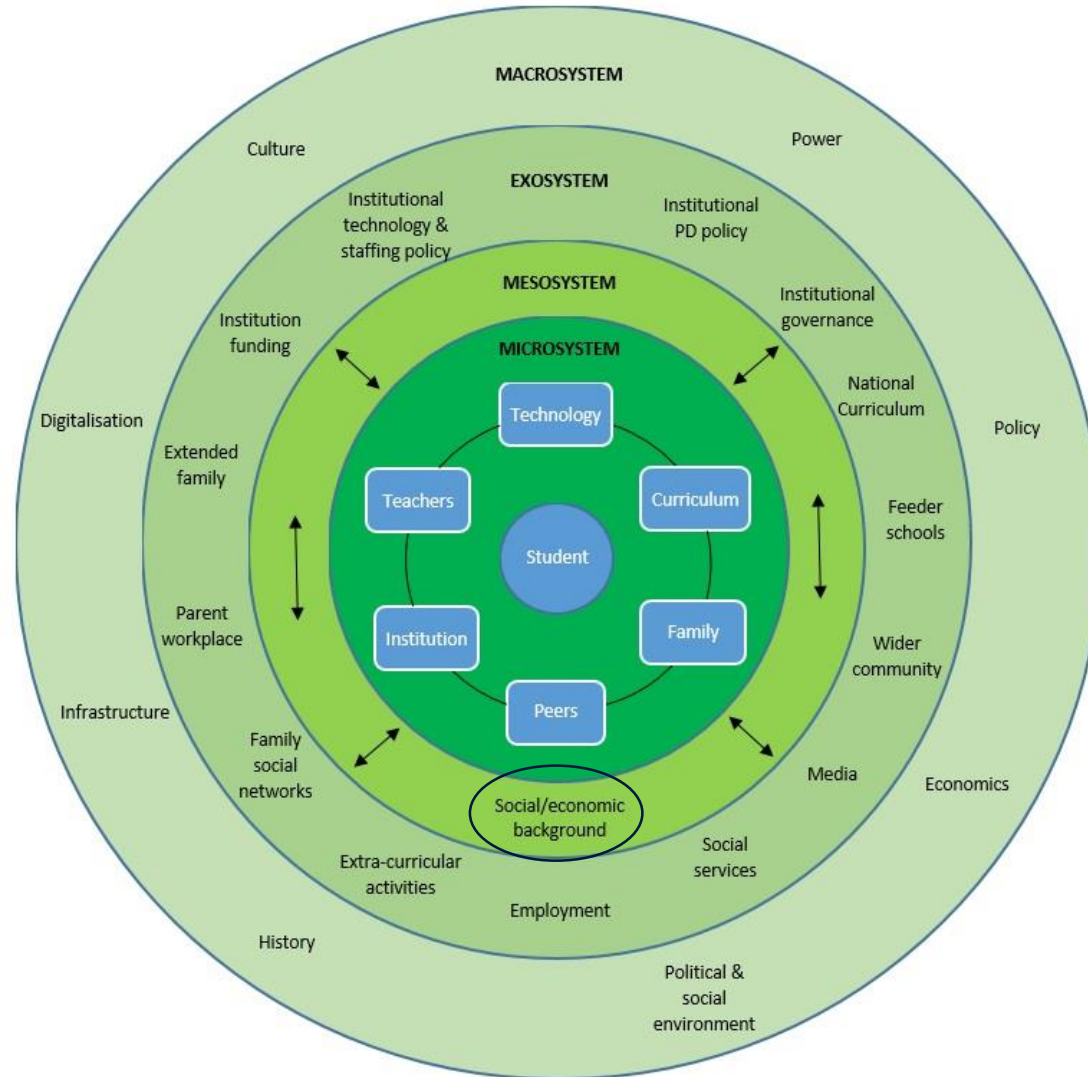 MACROSYSTEM
Culture
Power
EXOSYSTEM
Institutional
technology &
staffing policy
Institutional
PD policy
MESOSYSTEM
Institution
funding
Institutional
governance
MICROSYSTEM
National
Curriculum
Digitalisation
Policy
Technology
Extended
family
Teachers
Curriculum
Feeder
schools
Student
Parent
workplace
Institution
Family
Wider
community
Infrastructure
Peers
Family
social
networks
Media
Economics
Social/economic
background
Extra-curricular
activities
Social
services
Employment
History
Political &
social
environment